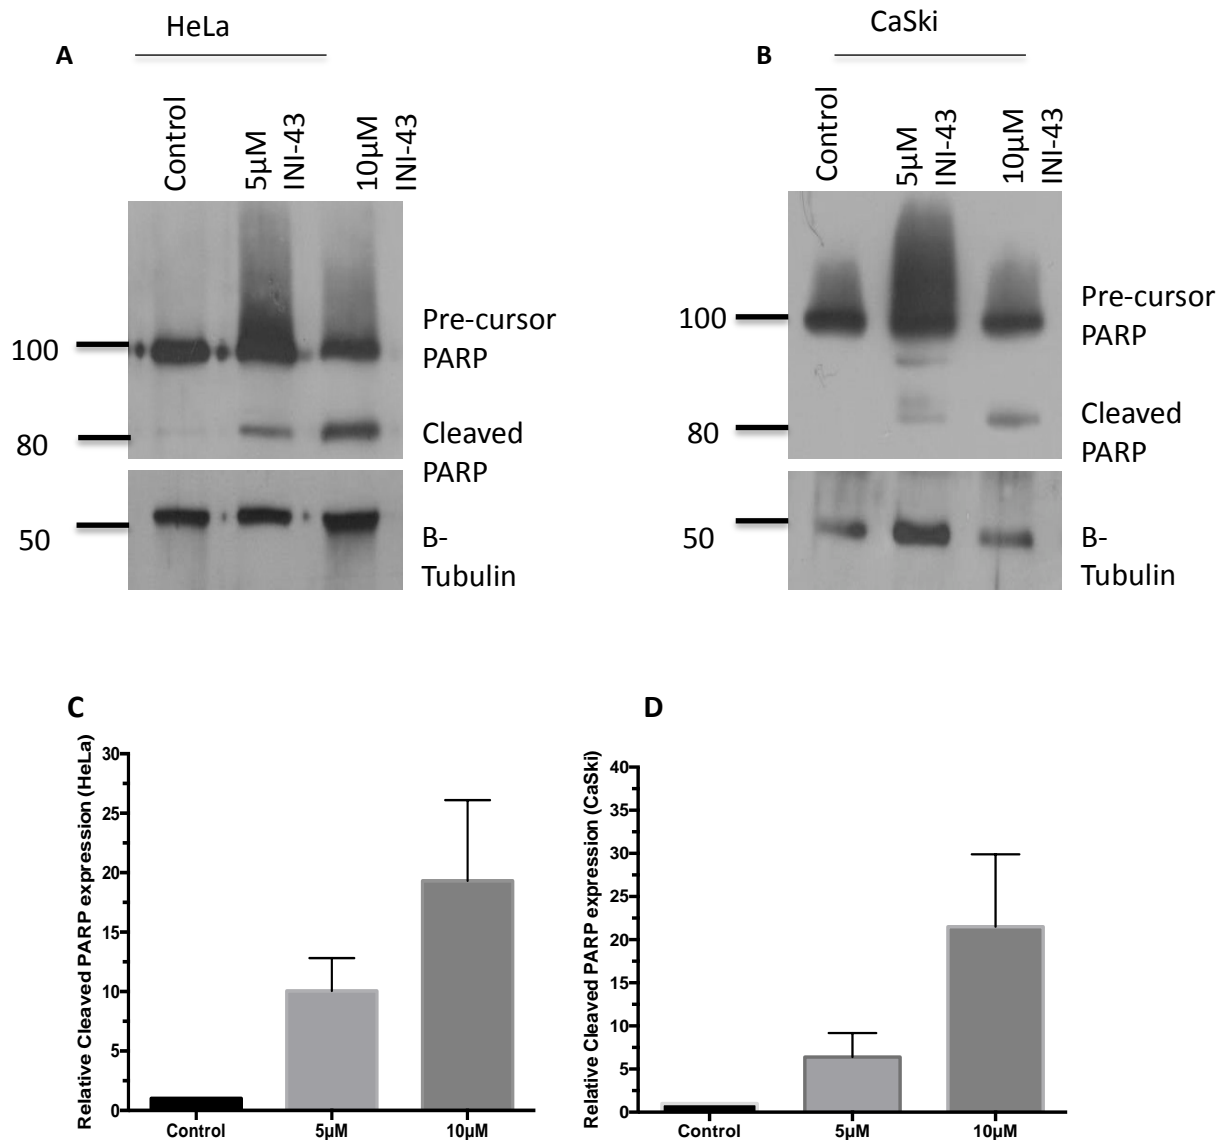 HeLa
A
Control
5µM
INI-43
10µM
INI-43
100
80
50
Pre-cursor
PARP
Cleaved
PARP
B-
Tubulin
CaSki
B
Control
5µM
INI-43
10µM
INI-43
100
80
50
Pre-cursor
PARP
Cleaved
PARP
B-
Tubulin
C
Relative Cleaved PARP expression (HeLa)
30
25
20
15
10
5
0
Control
5µM
10µM
D
Relative Cleaved PARP expression (CaSki)
40
35
30
25
20
15
10
5
0
Control
5µM
10µM